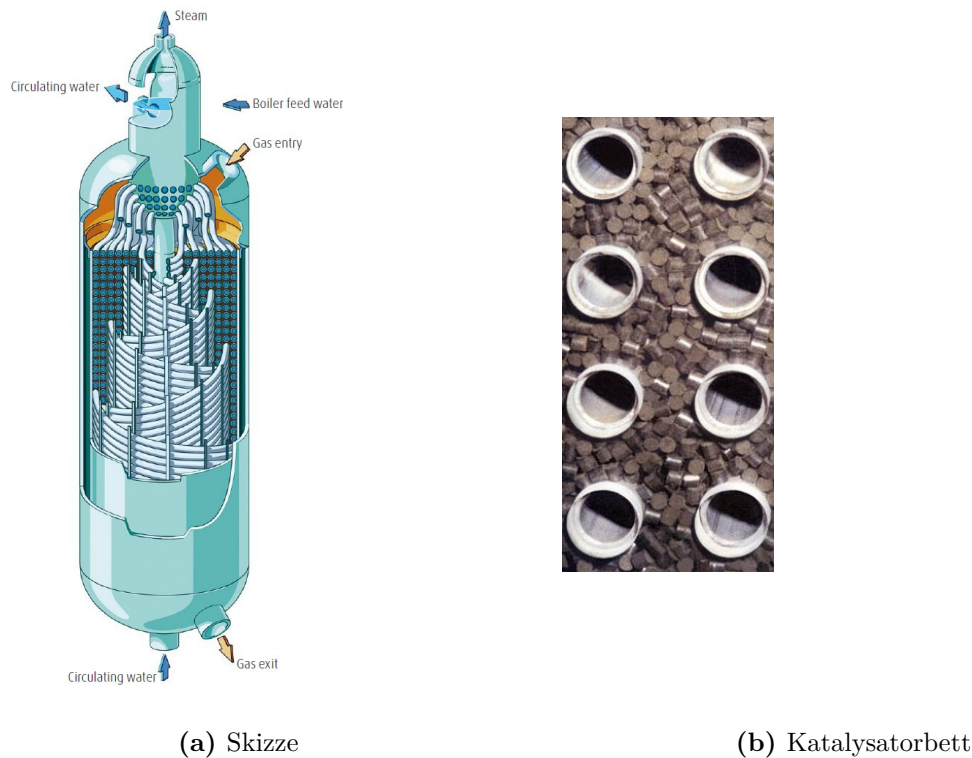 Steam
Circulating water
Boiler feed water
Gas entry
Gas exit
Circulating water
(a) Skizze
(b) Katalysatorbett